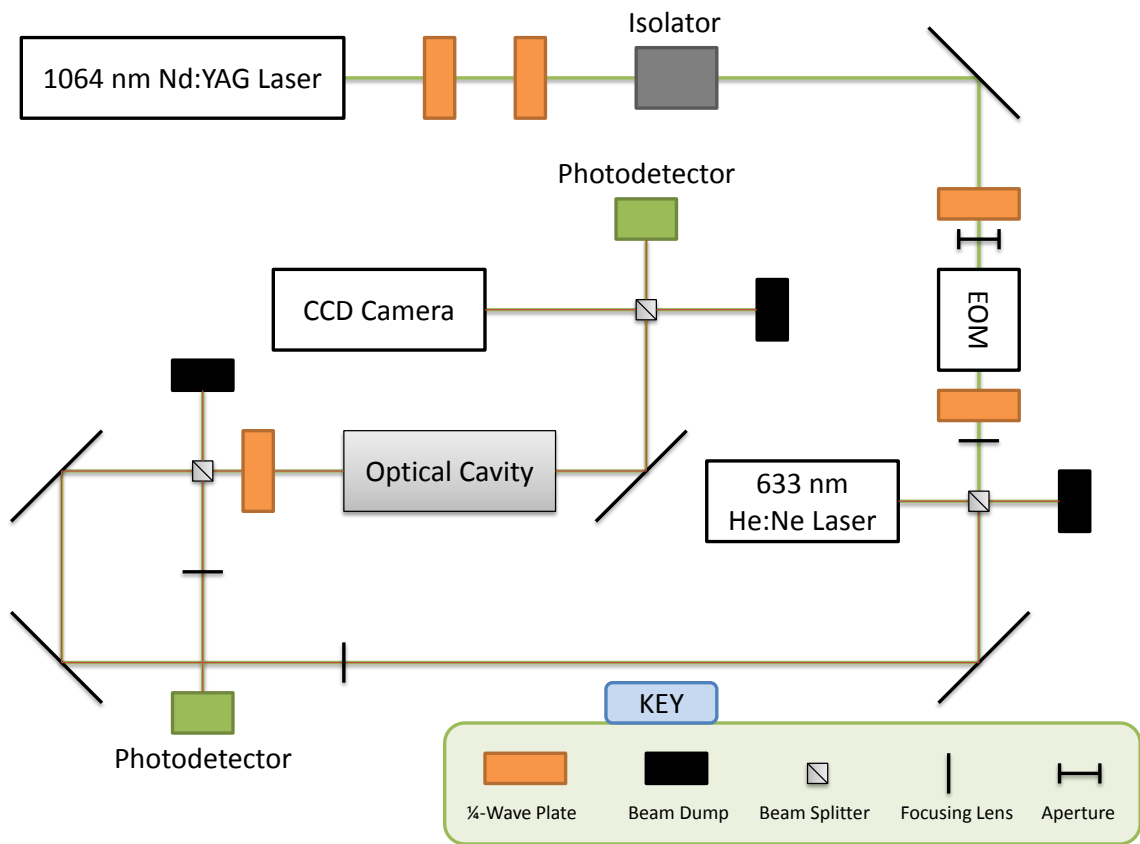 Isolator
1064 nm Nd:YAG Laser
Photodetector
CCD Camera
EOM
Optical Cavity
633 nm
He:Ne Laser
Photodetector
KEY
¼-Wave Plate
Beam Dump
Beam Splitter
Focusing Lens
Aperture